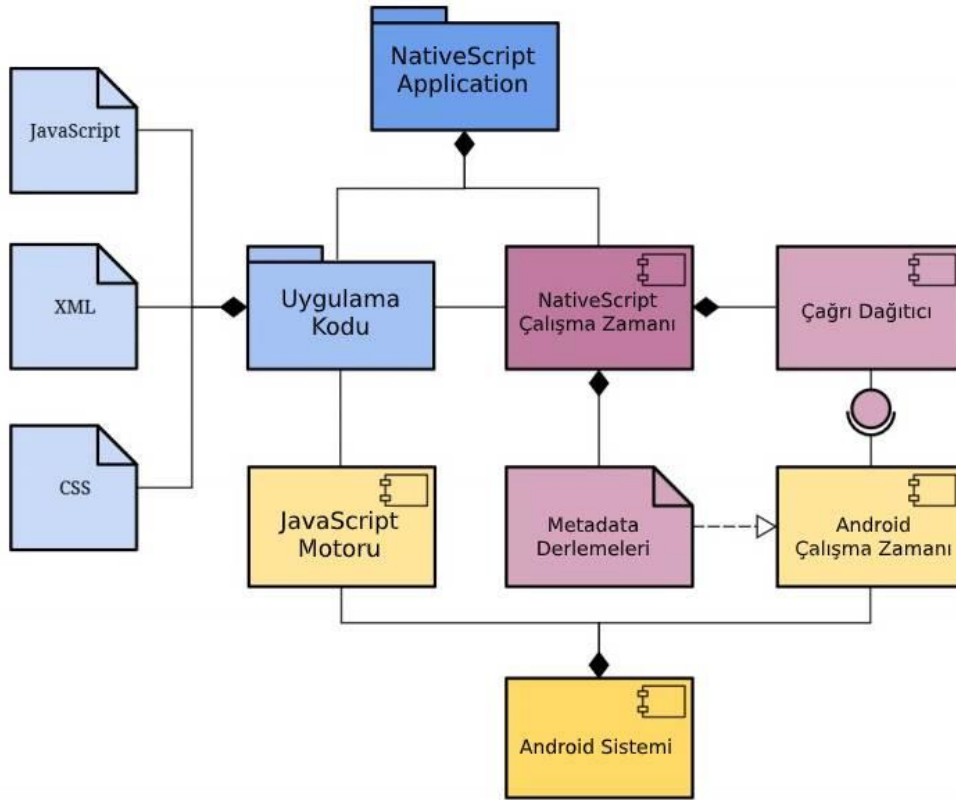 NativeScript
Application
JavaScript
XML
CSS
Uygulama
Kodu
NativeScript
Çalışma Zamanı
Çağrı Dağıtıcı
JavaScript
Motoru
Metadata
Derlemeleri
Android
Çalışma Zamanı
Android Sistemi